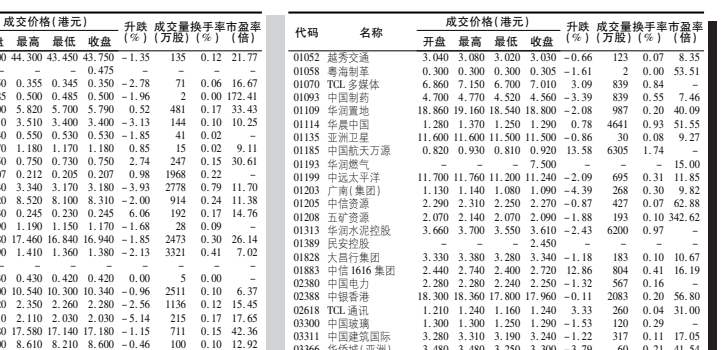 成交价格(港元) 升跌 成交量 换手率 市盈率
最高 最低 收盘 (%) (万股) (%) (倍)
44.300 43.450 43.750 -1.35 135 0.12 21.77
- - 0.475 - - - -
0.355 0.345 0.350 -2.78 71 0.06 16.67
0.500 0.485 0.500 -1.96 2 0.00 172.41
5.820 5.700 5.790 0.52 481 0.17 33.43
3.510 3.400 3.400 -3.13 144 0.10 10.25
0.550 0.530 0.530 -1.85 41 0.02 -
1.180 1.170 1.180 0.85 15 0.02 9.11
0.750 0.730 0.750 2.74 247 0.15 30.61
0.212 0.205 0.207 0.98 1968 0.22 -
3.340 3.170 3.180 -3.93 2778 0.79 11.70
8.520 8.100 8.310 -2.00 914 0.24 11.38
0.245 0.230 0.245 6.06 192 0.17 14.76
1.190 1.150 1.170 -1.68 28 0.09 -
17.460 16.840 16.940 -1.85 2473 0.30 26.14
1.410 1.360 1.380 -2.13 3321 0.41 7.02
- - - - - - -
0.430 0.420 0.420 0.00 5 0.00 -
10.540 10.300 10.340 -0.96 2511 0.10 6.37
2.350 2.260 2.280 -2.56 1136 0.12 15.45
2.110 2.030 2.030 -5.14 215 0.17 17.65
17.580 17.140 17.180 -1.15 711 0.15 42.36
8.610 8.210 8.600 -0.46 100 0.10 12.92
代码 名称 成交价格(港元) 升跌 成交量 换手率 市盈率
开盘 最高 最低 收盘 (%) (万股) (%) (倍)
01052 越秀交通 3.040 3.080 3.020 3.030 -0.66 123 0.07 8.35
01058 粤海制革 0.300 0.300 0.300 0.305 -1.61 2 0.00 53.51
01070 TCL 多媒体 6.860 7.150 6.700 7.010 3.09 839 0.84 -
01093 中国制药 4.700 4.770 4.520 4.560 -3.39 839 0.55 7.46
01109 华润置地 18.860 19.160 18.540 18.800 -2.08 987 0.20 40.09
01114 华晨中国 1.280 1.370 1.250 1.290 0.78 4641 0.93 51.55
01135 亚洲卫星 11.600 11.600 11.500 11.500 -0.86 30 0.08 9.27
01185 中国航天万源 0.820 0.930 0.810 0.920 13.58 6305 1.74 -
01193 华润燃气 - - - 7.500 - - - 15.00
01199 中远太平洋 11.700 11.760 11.200 11.240 -2.09 695 0.31 11.85
01203 广南(集团) 1.130 1.140 1.080 1.090 -4.39 268 0.30 9.82
01205 中信资源 2.290 2.310 2.250 2.270 -0.87 427 0.07 62.88
01208 五矿资源 2.070 2.140 2.070 2.090 -1.88 193 0.10 342.62
01313 华润水泥控股 3.660 3.700 3.550 3.610 -2.43 6200 0.97 -
01389 民安控股 - - - 2.450 - - - -
01828 大昌行集团 3.330 3.380 3.280 3.340 -1.18 183 0.10 10.67
01883 中信 1616 集团 2.440 2.740 2.400 2.720 12.86 804 0.41 16.19
02380 中国电力 2.280 2.280 2.240 2.250 -1.32 567 0.16 -
02388 中银香港 18.300 18.360 17.800 17.960 -0.11 2083 0.20 56.80
02618 TCL 通讯 1.210 1.240 1.160 1.240 3.33 260 0.04 31.00
03300 中国玻璃 1.300 1.300 1.250 1.290 -1.53 120 0.29 -
03311 中国建筑国际 3.280 3.310 3.190 3.240 -1.22 317 0.11 17.05
03366 华侨城(亚洲) 3.480 3.480 3.250 3.300 -3.79 60 0.21 41.54